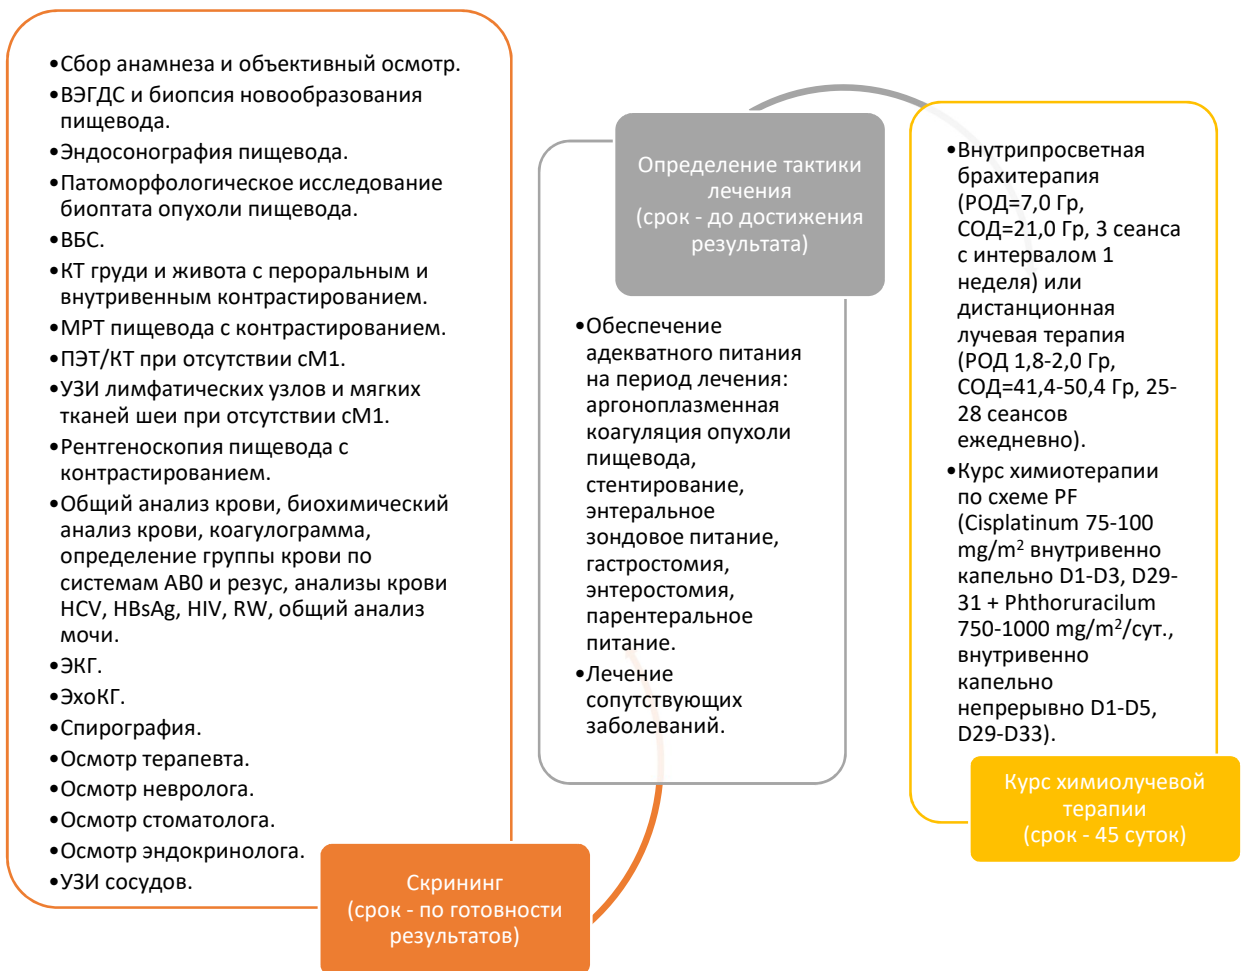 •Сбор анамнеза и объективный осмотр.
•ВЭГДС и биопсия новообразования
пищевода.
•Эндосонография пищевода.
•Патоморфологическое исследование
биоптата опухоли пищевода.
•ВБС.
•КТ груди и живота с пероральным и
внутривенным контрастированием.
•МРТ пищевода с контрастированием.
•ПЭТ/КТ при отсутствии cM1.
•УЗИ лимфатических узлов и мягких
тканей шеи при отсутствии cM1.
•Рентгеноскопия пищевода с
контрастированием.
•Общий анализ крови, биохимический
анализ крови, коагулограмма,
определение группы крови по
системам AB0 и резус, анализы крови
HCV, HBsAg, HIV, RW, общий анализ
мочи.
•ЭКГ.
•ЭхоКГ.
•Спирография.
•Осмотр терапевта.
•Осмотр невролога.
•Осмотр стоматолога.
•Осмотр эндокринолога.
•УЗИ сосудов.
Скрининг
(срок - по готовности
результатов)
Определение тактики
лечения
(срок - до достижения
результата)
•Обеспечение
адекватного питания
на период лечения:
аргоноплазменная
коагуляция опухоли
пищевода,
стентирование,
энтеральное
зондовое питание,
гастростомия,
энтеростомия,
парентеральное
питание.
•Лечение
сопутствующих
заболеваний.
•Внутрипросветная
брахитерапия
(РОД=7,0 Гр,
СОД=21,0 Гр, 3 сеанса
с интервалом 1
неделя) или
дистанционная
лучевая терапия
(РОД 1,8-2,0 Гр,
СОД=41,4-50,4 Гр, 25-
28 сеансов
ежедневно).
•Курс химиотерапии
по схеме PF
(Cisplatinum 75-100
mg/m² внутривенно
капельно D1-D3, D29-
31 + Phthoruracilum
750-1000 mg/m²/сут.,
внутривенно
капельно
непрерывно D1-D5,
D29-D33).
Курс химиолучевой
терапии
(срок - 45 суток)